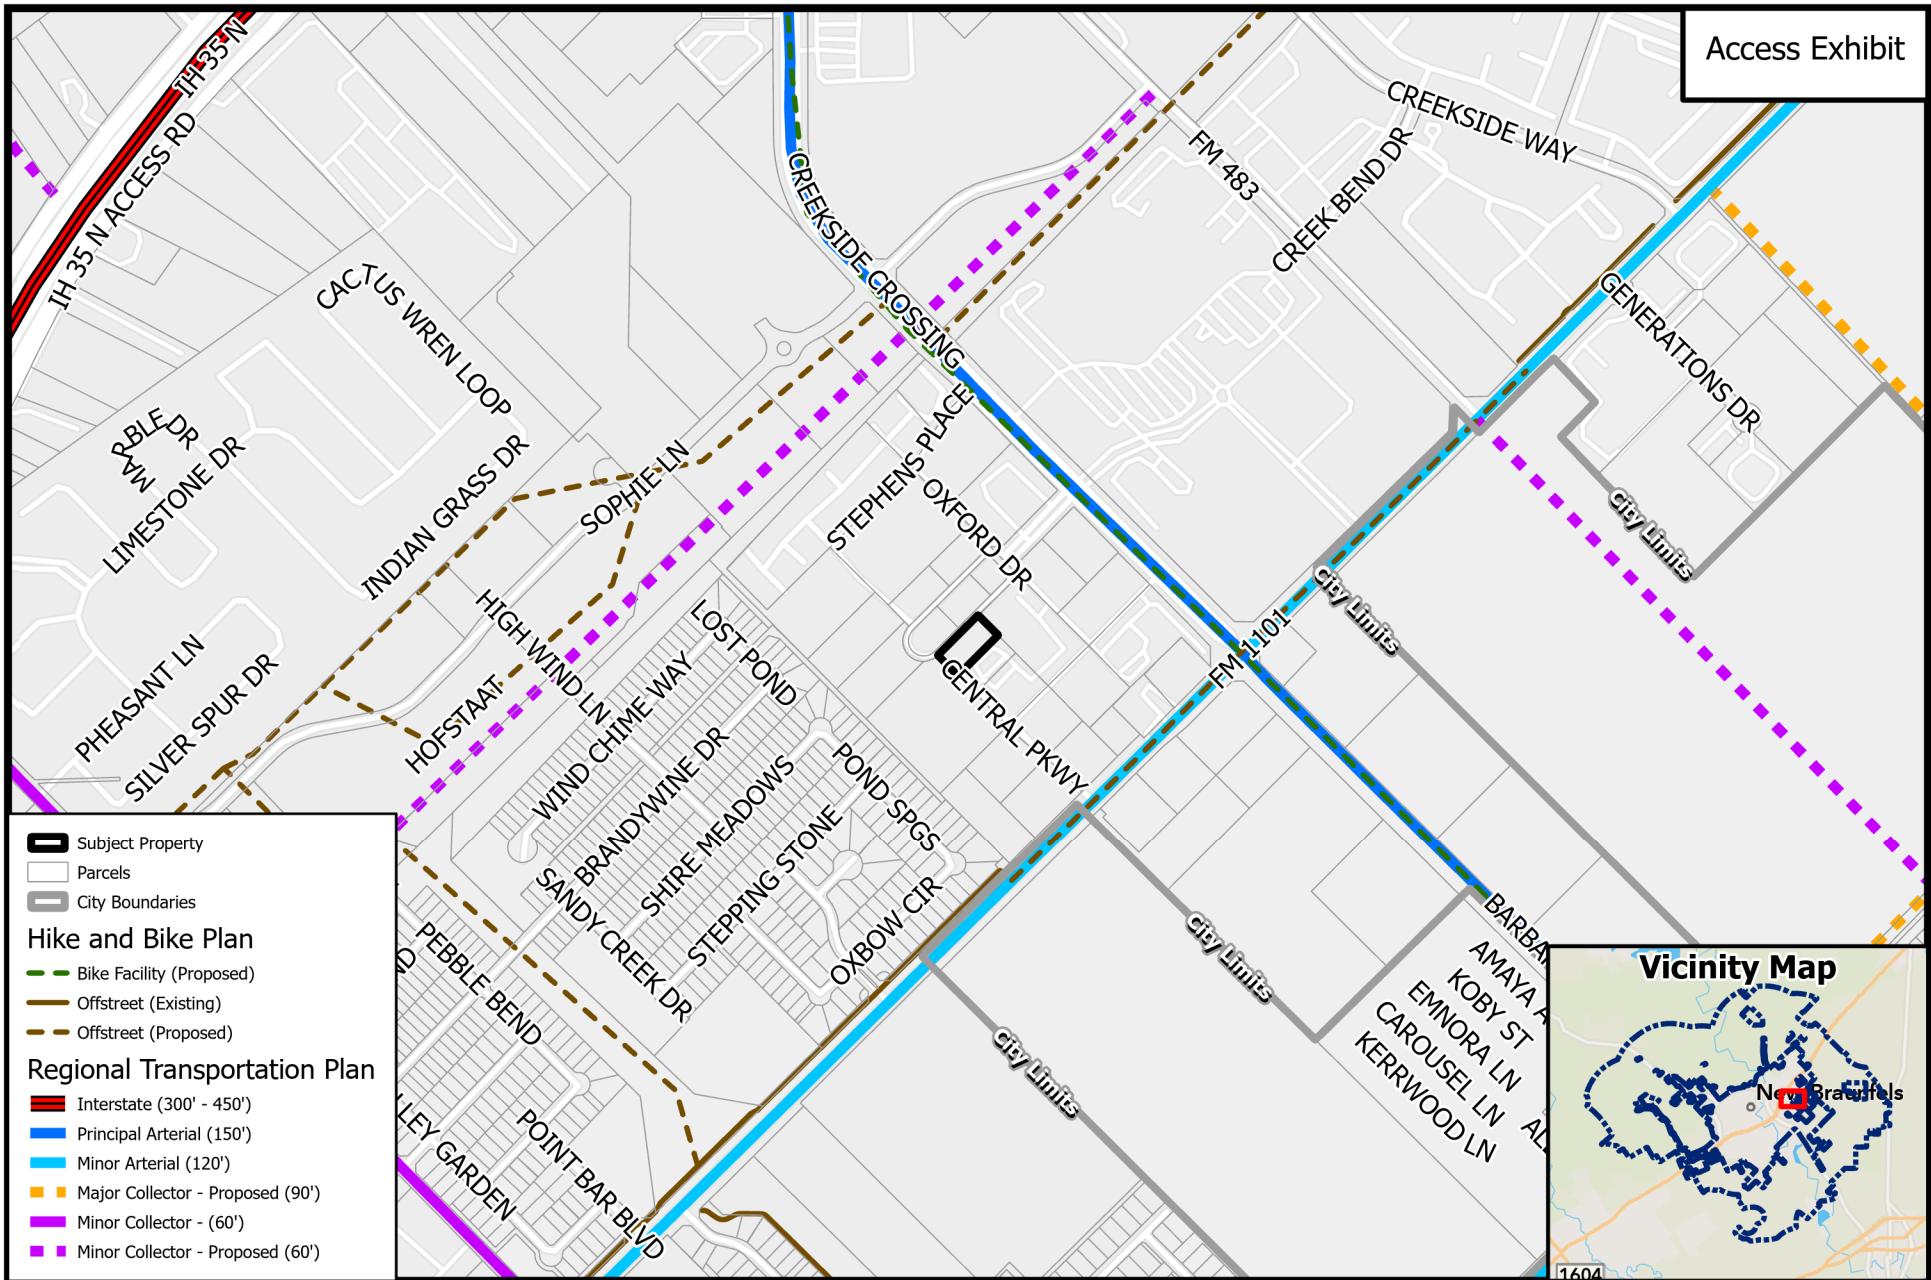 Access Exhibit
IH 35 N
IH 35 N ACCESS RD
CREEKSIDE WAY
FM 483
CREEK BEND DR
CREEKSIDE CROSSING
GENERATIONS DR
CACTUS WREN LOOP
MARBLE DR
LIMESTONE DR
INDIAN GRASS DR
SOPHIE LN
STEPHENS PLACE
OXFORD DR
City Limits
City Limits
HIGH WIND LN
LOST POND
FM 1101
PHEASANT LN
SILVER SPUR DR
HOFSTAAT
WIND CHIME WAY
BRANDYWINE DR
SHIRE MEADOWS
STEPPING STONE
POND SPGS
CENTRAL PKWY
SANDY CREEK DR
OXBOW CIR
PEBBLE BEND
POINT BAR BLVD
City Limits
City Limits
AMAYA A
KOBY ST
EMNORA LN
CAROUSEL LN
KERRWOOD LN
Subject Property
Parcels
City Boundaries
Hike and Bike Plan
Bike Facility (Proposed)
Offstreet (Existing)
Offstreet (Proposed)
Regional Transportation Plan
Interstate (300' - 450')
Principal Arterial (150')
Minor Arterial (120')
Major Collector - Proposed (90')
Minor Collector - (60')
Minor Collector - Proposed (60')
LLEY GARDEN
Vicinity Map
New Braunfels
1604